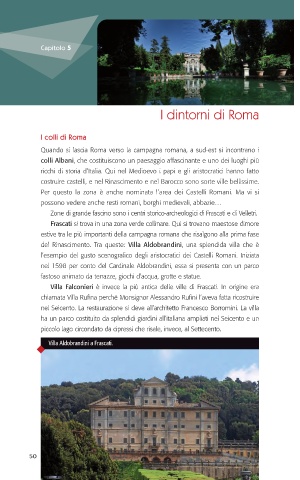 Capitolo 5
I dintorni di Roma
I colli di Roma
Quando si lascia Roma verso la campagna romana, a sud-est si incontrano i
colli Albani, che costituiscono un paesaggio affascinante e uno dei luoghi più
ricchi di storia d'Italia. Qui nel Medioevo i papi e gli aristocratici hanno fatto
costruire castelli, e nel Rinascimento e nel Barocco sono sorte ville bellissime.
Per questo la zona è anche nominata l'area dei Castelli Romani. Ma vi si
possono vedere anche resti romani, borghi medievali, abbazie…
Zone di grande fascino sono i centri storico-archeologici di Frascati e di Velletri.
Frascati si trova in una zona verde collinare. Qui si trovano maestose dimore
estive tra le più importanti della campagna romana che risalgono alla prima fase
del Rinascimento. Tra queste: Villa Aldobrandini, una splendida villa che è
l'esempio del gusto scenografico degli aristocratici dei Castelli Romani. Iniziata
nel 1598 per conto del Cardinale Aldobrandini, essa si presenta con un parco
fastoso animato da terrazze, giochi d'acqua, grotte e statue.
Villa Falconieri è invece la più antica delle ville di Frascati. In origine era
chiamata Villa Rufina perché Monsignor Alessandro Rufini l'aveva fatta ricostruire
nel Seicento. La restaurazione si deve all'architetto Francesco Borromini. La villa
ha un parco costituito da splendidi giardini all'italiana ampliati nel Seicento e un
piccolo lago circondato da cipressi che risale, invece, al Settecento.
Villa Aldobrandini a Frascati.
50